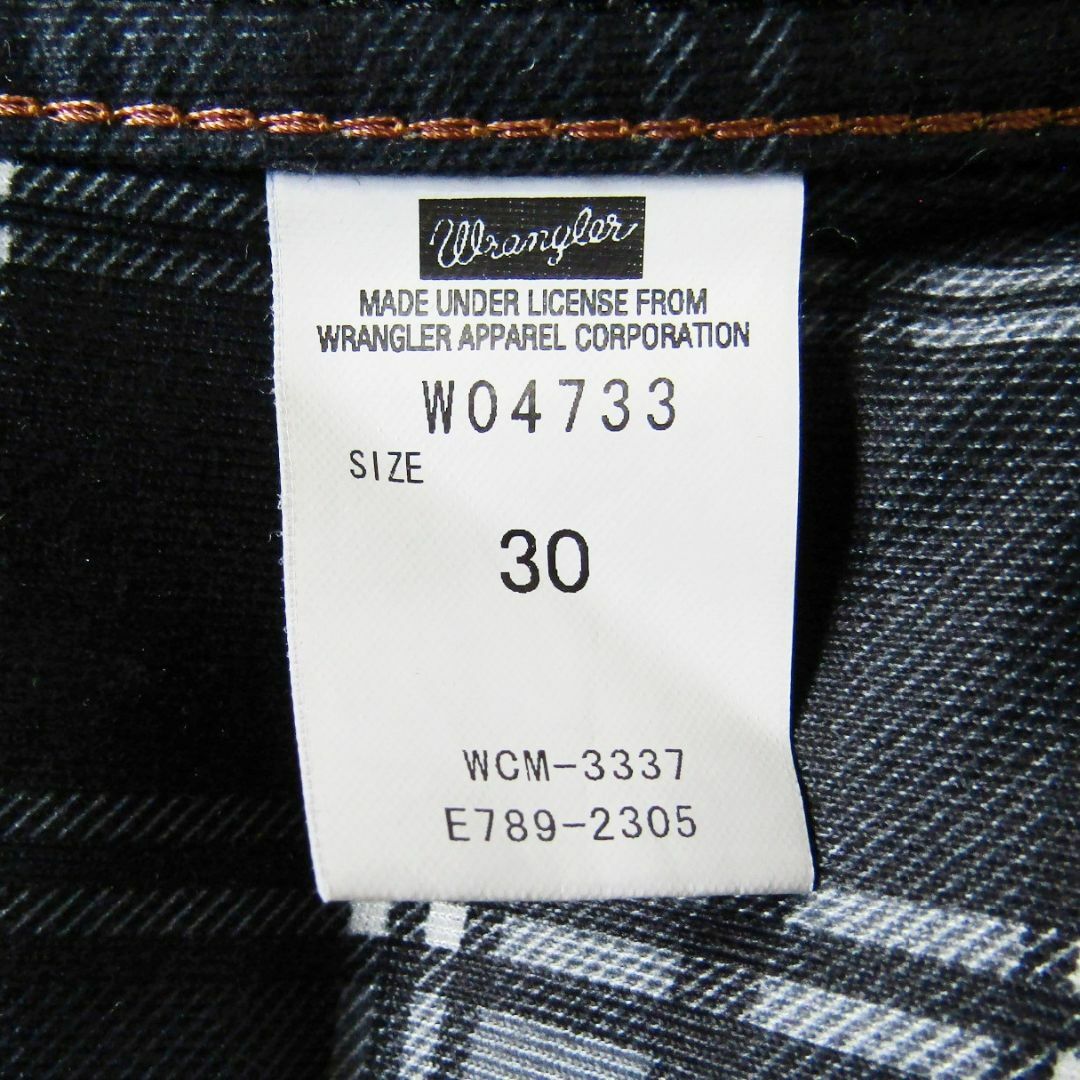 Wrangler
MADE UNDER LICENSE FROM
WRANGLER APPAREL CORPORATION
W04733
SIZE
30
WCM-3337
E789-2305